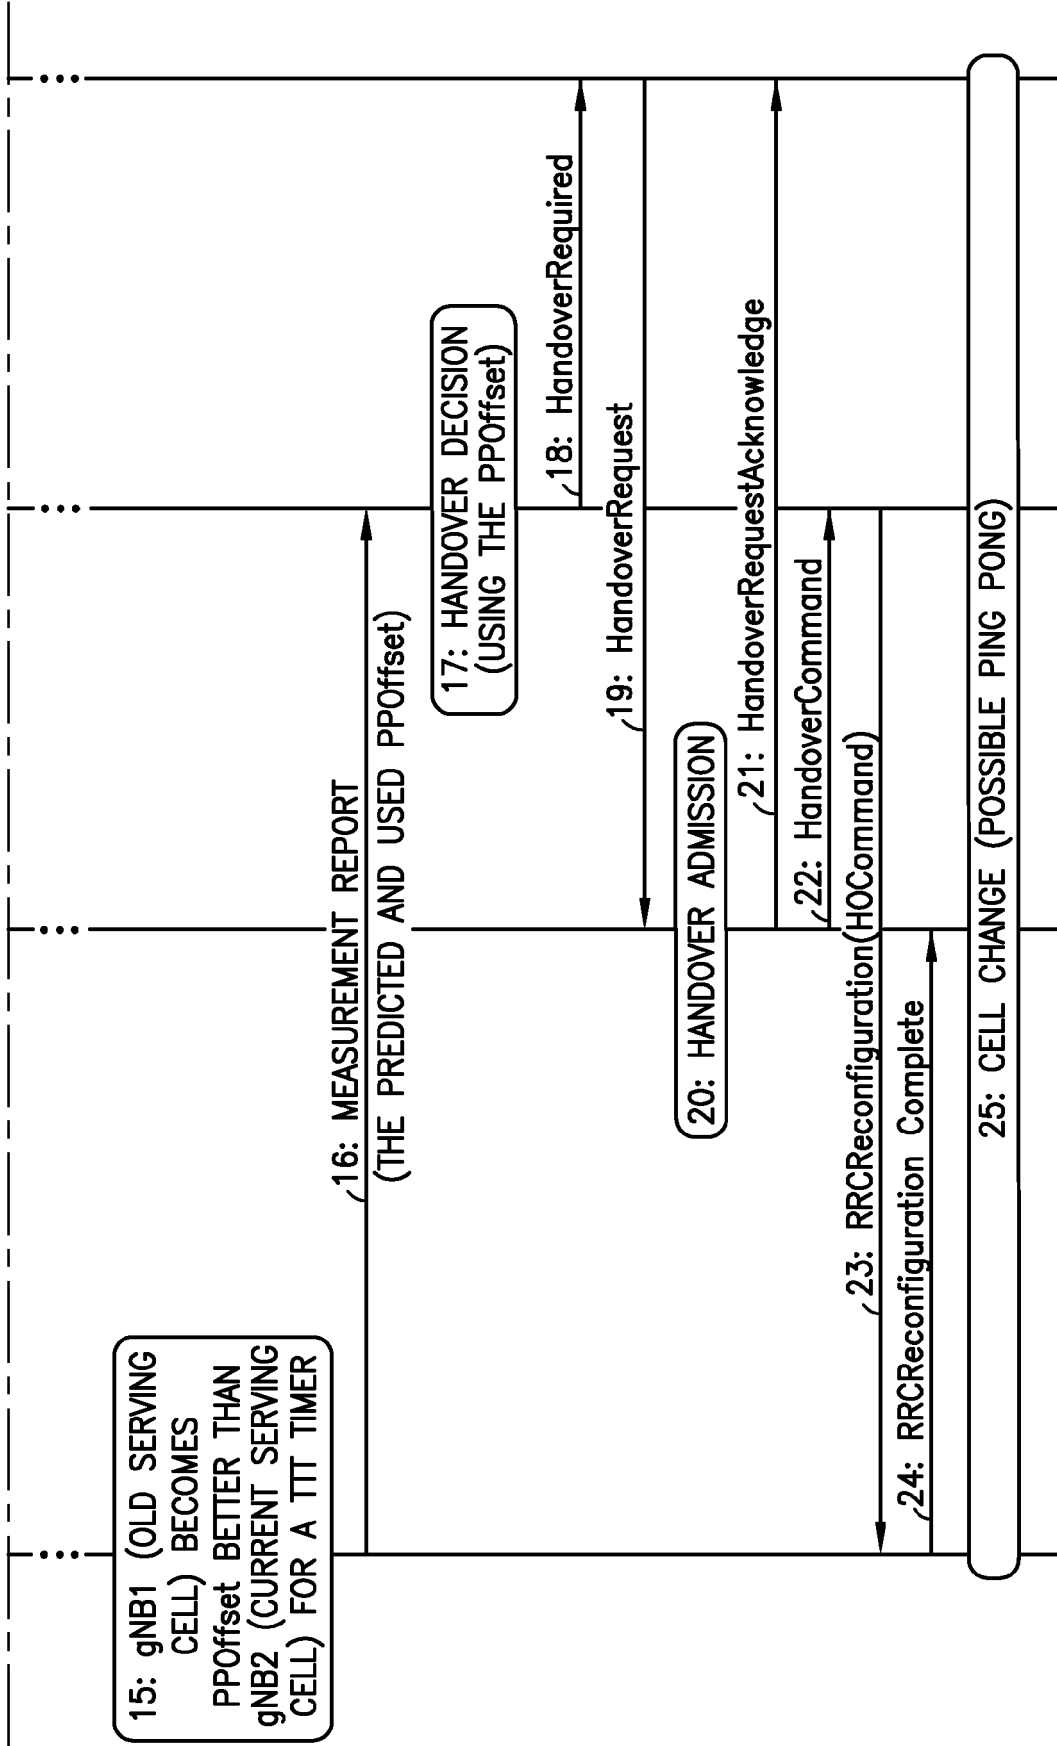 15: gNB1 (OLD SERVING
CELL) BECOMES
PPOffset BETTER THAN
gNB2 (CURRENT SERVING
CELL) FOR A TTT TIMER
16: MEASUREMENT REPORT
(THE PREDICTED AND USED PPOffset)
17: HANDOVER DECISION
(USING THE PPOffset)
18: HandoverRequired
19: HandoverRequest
20: HANDOVER ADMISSION
21: HandoverRequestAcknowledge
22: HandoverCommand
23: RRCReconfiguration(HOCommand)
24: RRCReconfiguration Complete
25: CELL CHANGE (POSSIBLE PING PONG)